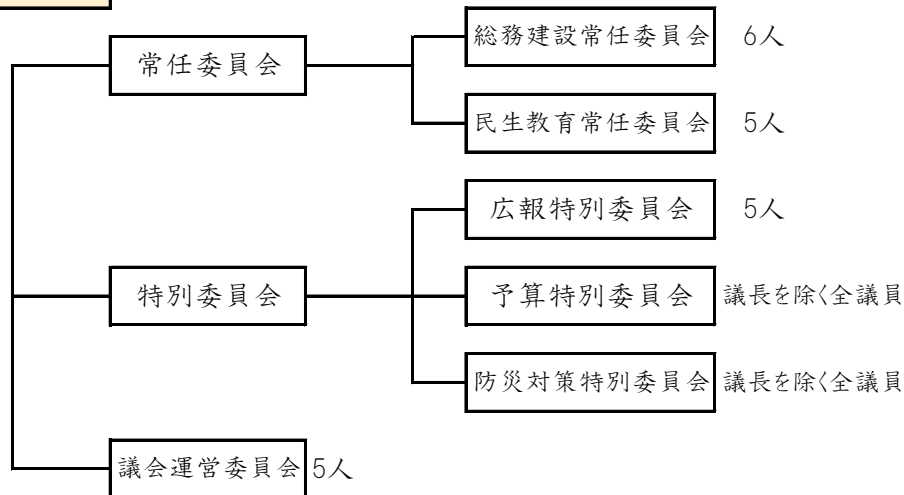 常任委員会
総務建設常任委員会 6人
民生教育常任委員会 5人
広報特別委員会 5人
特別委員会
予算特別委員会 議長を除く全議員
防災対策特別委員会 議長を除く全議員
議会運営委員会 5人